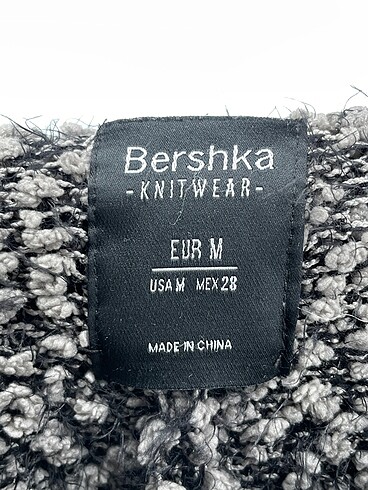 Bershka
-KNITWEAR-
EUR M
USA M MEX 28
MADE IN CHINA